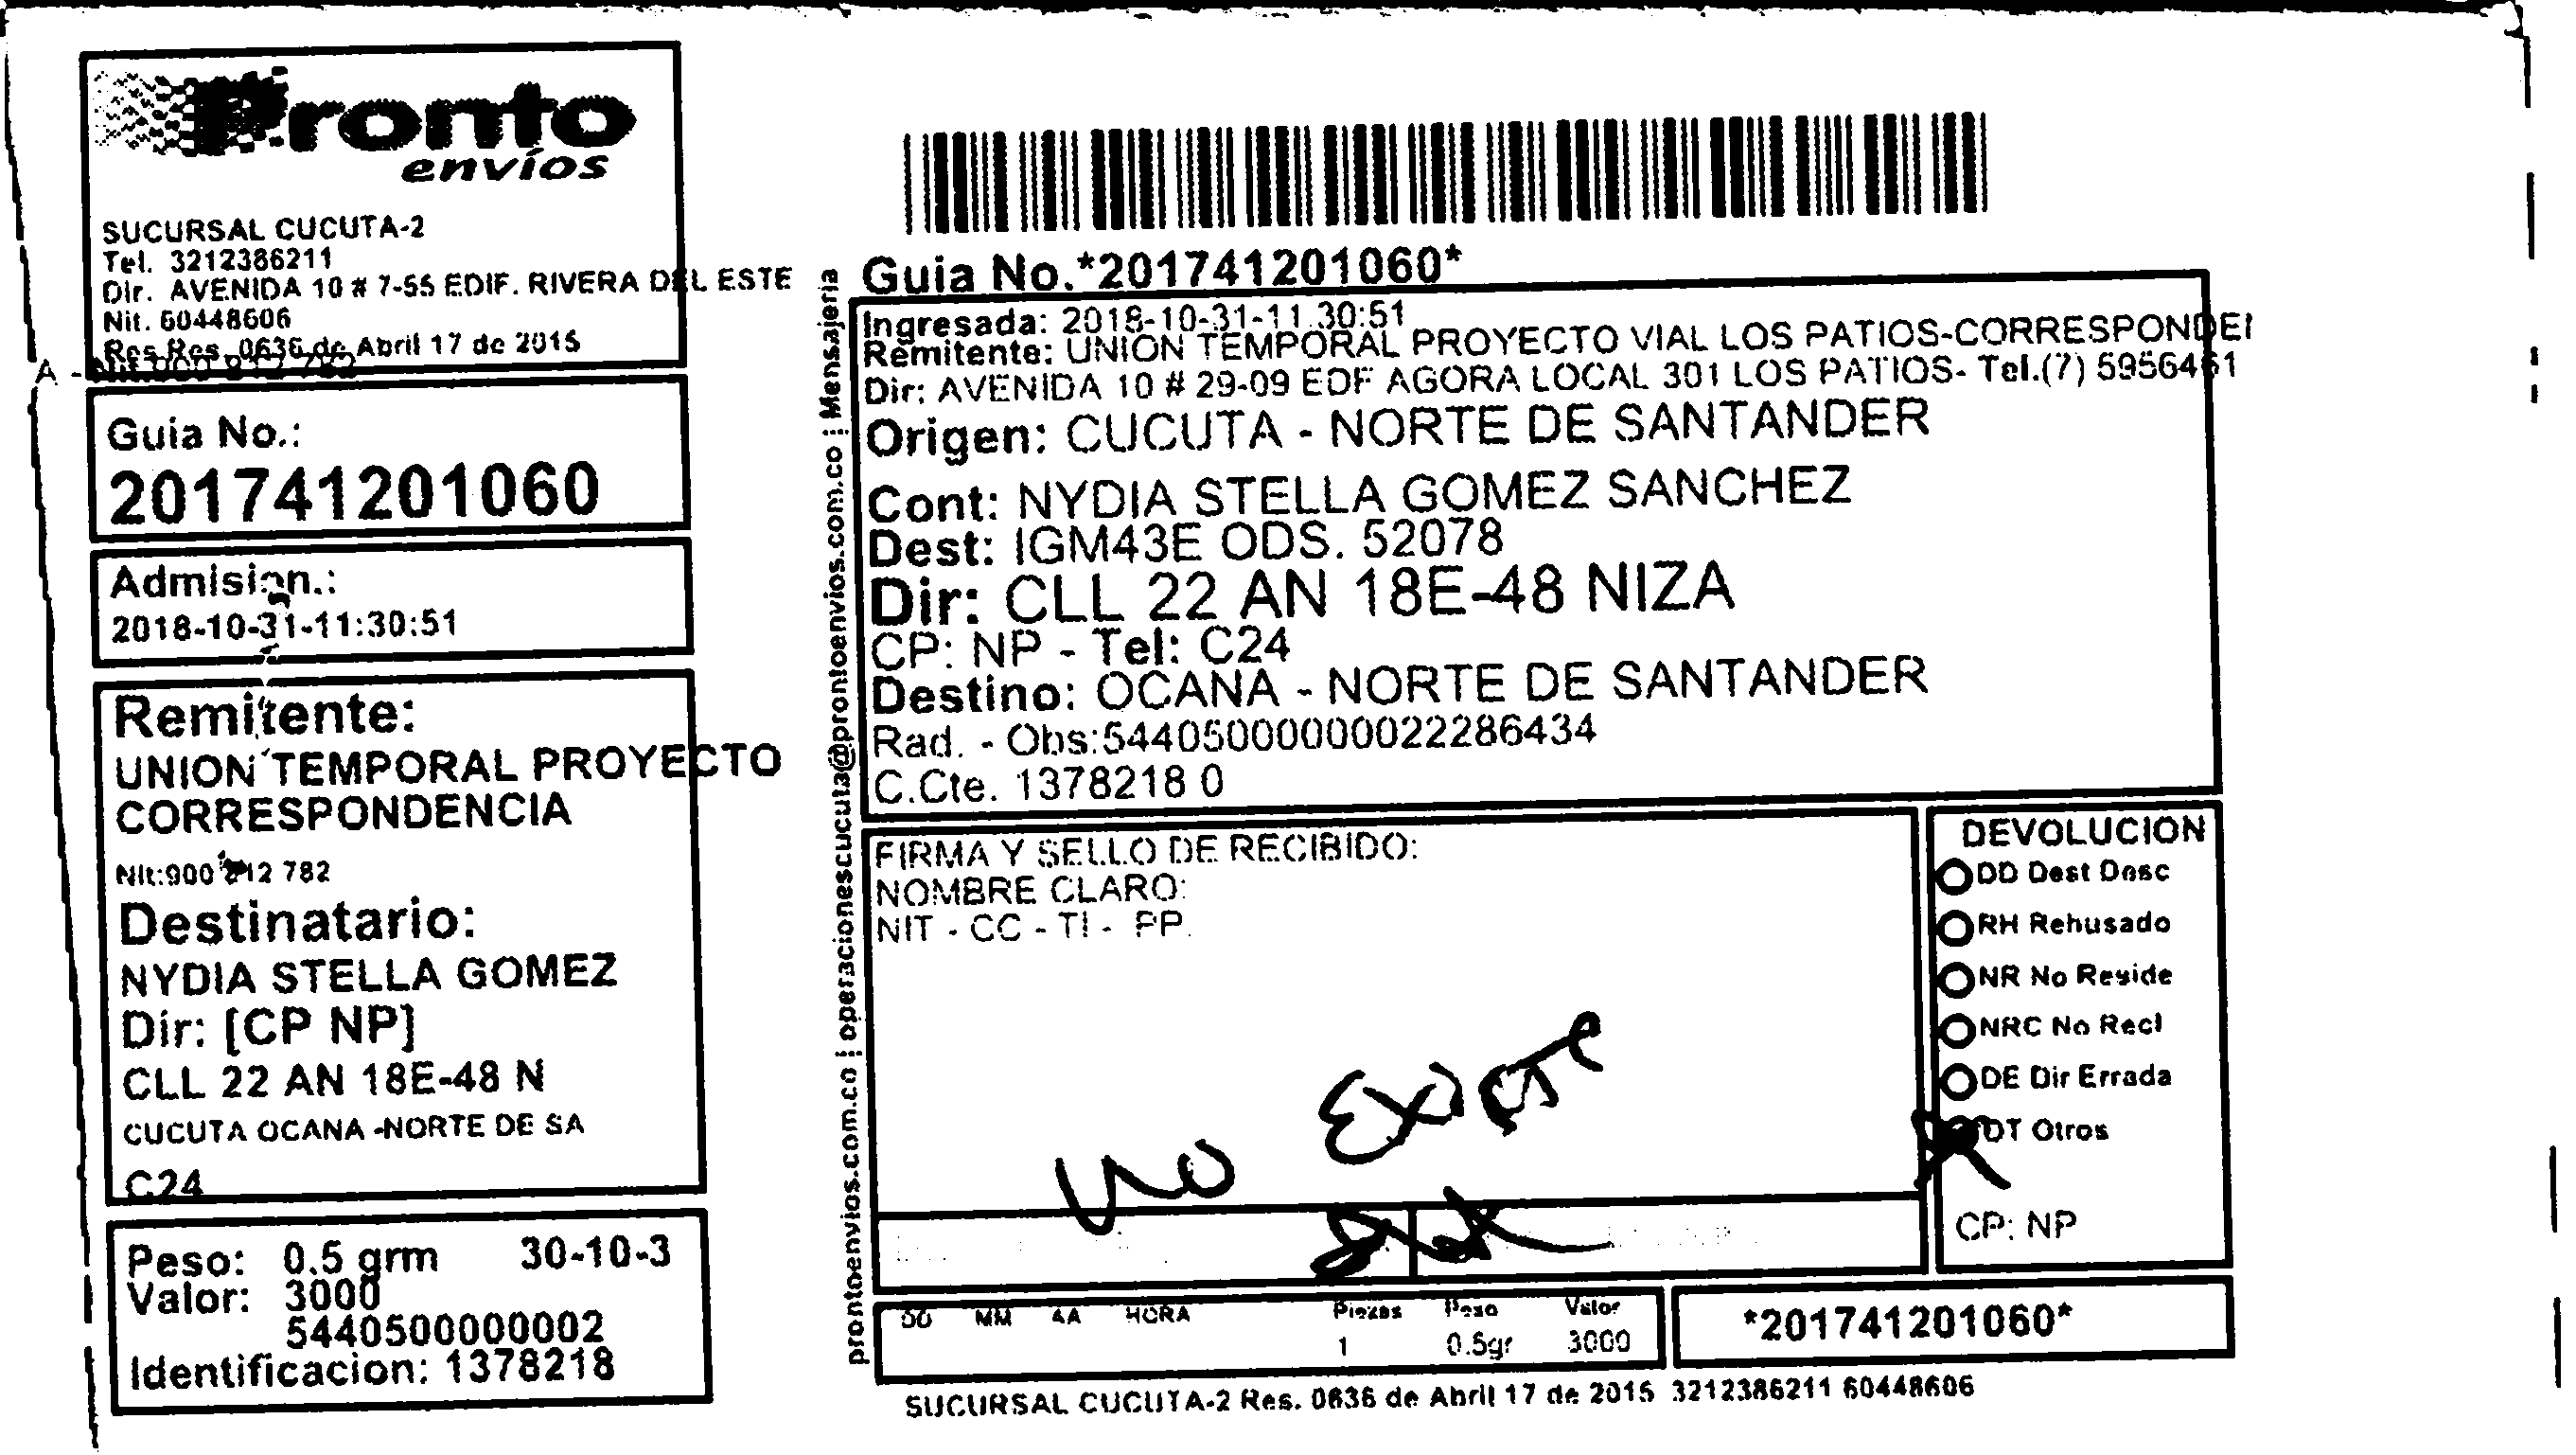 Pronto
envíos
SUCURSAL CUCUTA-2
Tel. 3212386211
Dir. AVENIDA 10 # 7-55 EDIF. RIVERA DEL ESTE
Nit. 60448606
Res Res. 0636 de Abril 17 de 2015
A - Nit:900 812 782
Guia No.:
201741201060
Admision.:
2018-10-31-11:30:51
Remitente:
UNION TEMPORAL PROYECTO
CORRESPONDENCIA
Nit:900 812 782
Destinatario:
NYDIA STELLA GOMEZ
Dir: [CP NP]
CLL 22 AN 18E-48 N
CUCUTA OCANA -NORTE DE SA
C24
Peso: 0.5 grm 30-10-3
Valor: 3000
5440500000002
Identificacion: 1378218
prontoenvios.com.co | operacionescucuta@prontoenvios.com.co | Mensajeria
Guia No.*201741201060*
Ingresada: 2018-10-31-11:30:51
Remitente: UNION TEMPORAL PROYECTO VIAL LOS PATIOS-CORRESPONDEI
Dir: AVENIDA 10 # 29-09 EDF AGORA LOCAL 301 LOS PATIOS- Tel.(7) 5956461
Origen: CUCUTA - NORTE DE SANTANDER
Cont: NYDIA STELLA GOMEZ SANCHEZ
Dest: IGM43E ODS. 52078
Dir: CLL 22 AN 18E-48 NIZA
CP: NP - Tel: C24
Destino: OCANA - NORTE DE SANTANDER
Rad. - Obs:544050000000022286434
C.Cte. 1378218 0
FIRMA Y SELLO DE RECIBIDO:
NOMBRE CLARO:
NIT - CC - TI - PP.
No Existe
DEVOLUCION
DD Dest Desc
RH Rehusado
NR No Reside
NRC No Recl
DE Dir Errada
OT Otros
CP: NP
DD MM AA HORA Piezas Peso Valor
1 0.5gr 3000
*201741201060*
SUCURSAL CUCUTA-2 Res. 0636 de Abril 17 de 2015 3212386211 60448606